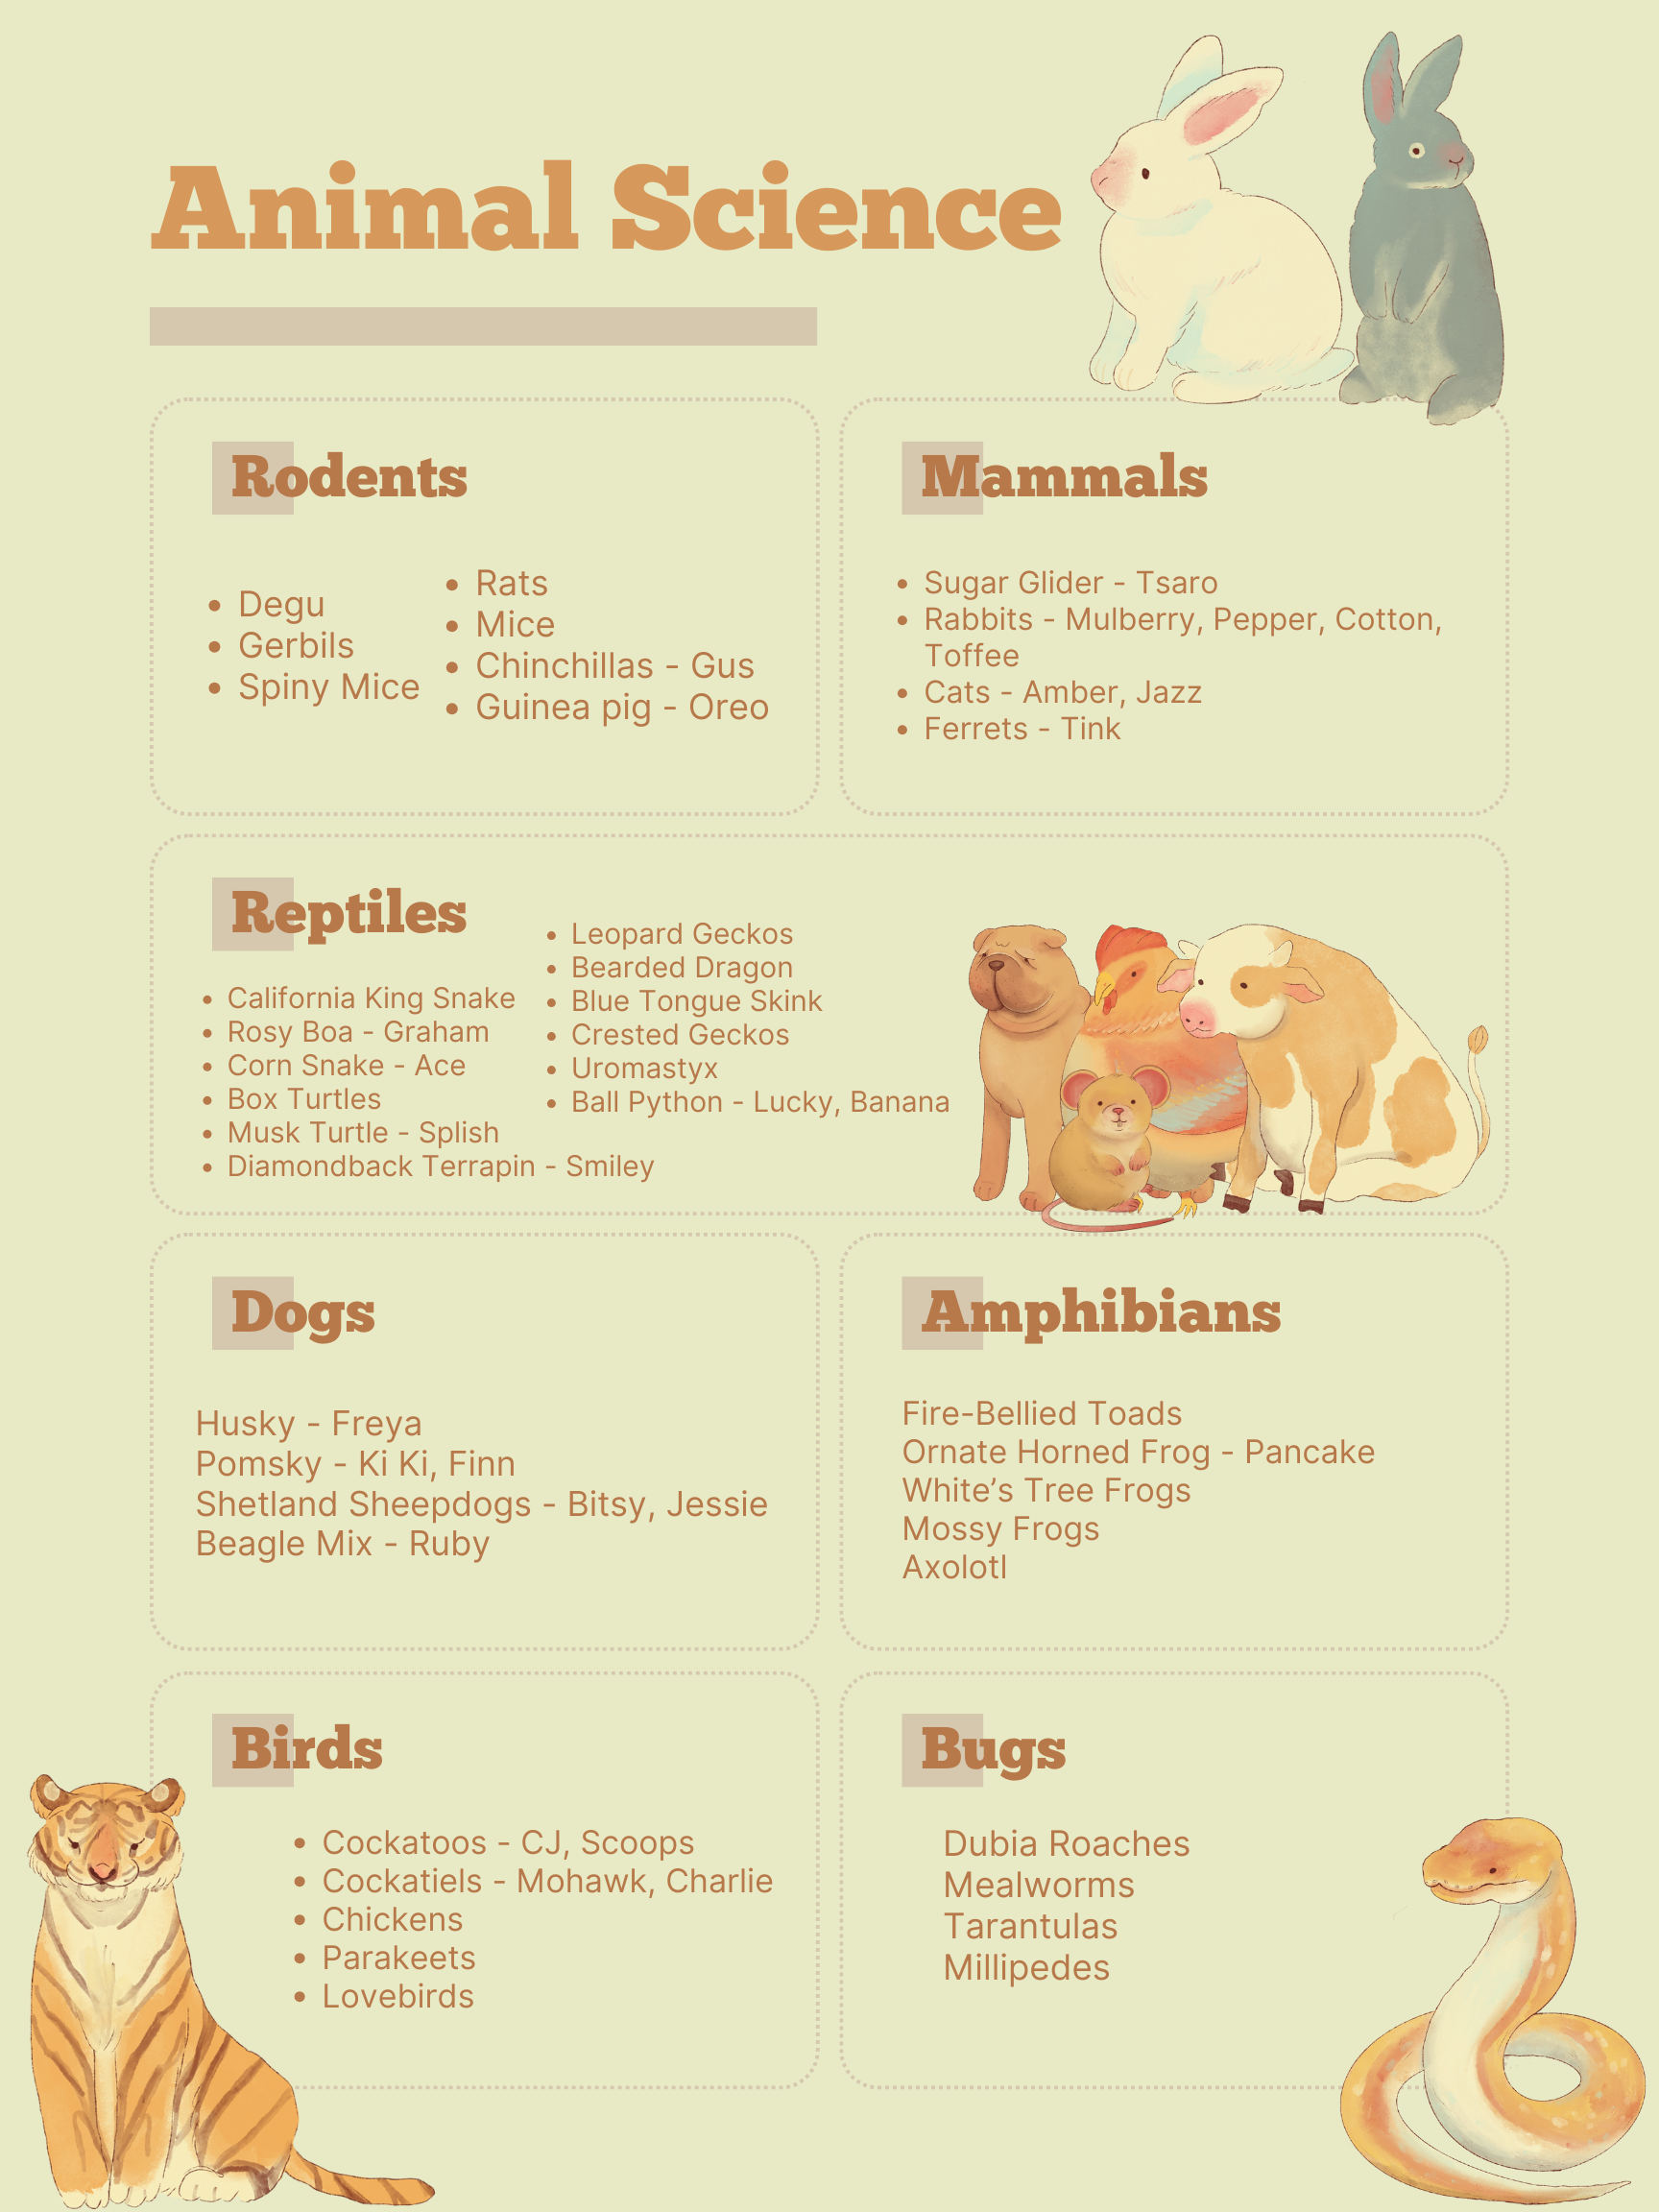 Animal Science
Rodents
• Degu
• Gerbils
• Spiny Mice
• Rats
• Mice
• Chinchillas - Gus
• Guinea pig - Oreo
Mammals
• Sugar Glider - Tsaro
• Rabbits - Mulberry, Pepper, Cotton,
Toffee
• Cats - Amber, Jazz
• Ferrets - Tink
Reptiles
• California King Snake
• Rosy Boa - Graham
• Corn Snake - Ace
• Box Turtles
• Musk Turtle - Splish
• Diamondback Terrapin - Smiley
• Leopard Geckos
• Bearded Dragon
• Blue Tongue Skink
• Crested Geckos
• Uromastyx
• Ball Python - Lucky, Banana
Dogs
Husky - Freya
Pomsky - Ki Ki, Finn
Shetland Sheepdogs - Bitsy, Jessie
Beagle Mix - Ruby
Amphibians
Fire-Bellied Toads
Ornate Horned Frog - Pancake
White’s Tree Frogs
Mossy Frogs
Axolotl
Birds
• Cockatoos - CJ, Scoops
• Cockatiels - Mohawk, Charlie
• Chickens
• Parakeets
• Lovebirds
Bugs
Dubia Roaches
Mealworms
Tarantulas
Millipedes